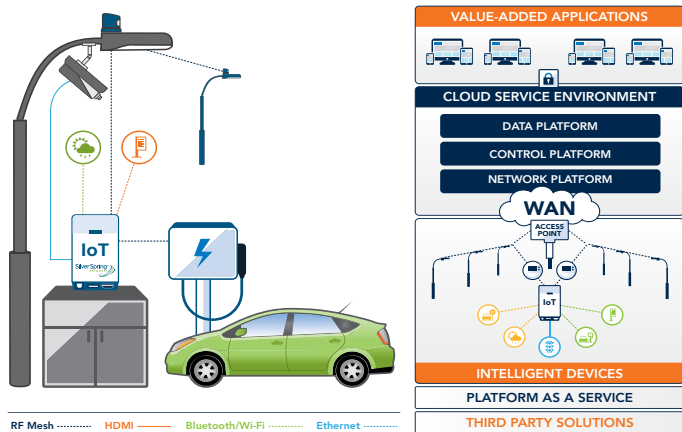 IoT
SilverSpring
NETWORKS
RF Mesh
HDMI
Bluetooth/Wi-Fi
Ethernet
VALUE-ADDED APPLICATIONS
CLOUD SERVICE ENVIRONMENT
DATA PLATFORM
CONTROL PLATFORM
NETWORK PLATFORM
WAN
ACCESS
POINT
IoT
INTELLIGENT DEVICES
PLATFORM AS A SERVICE
THIRD PARTY SOLUTIONS